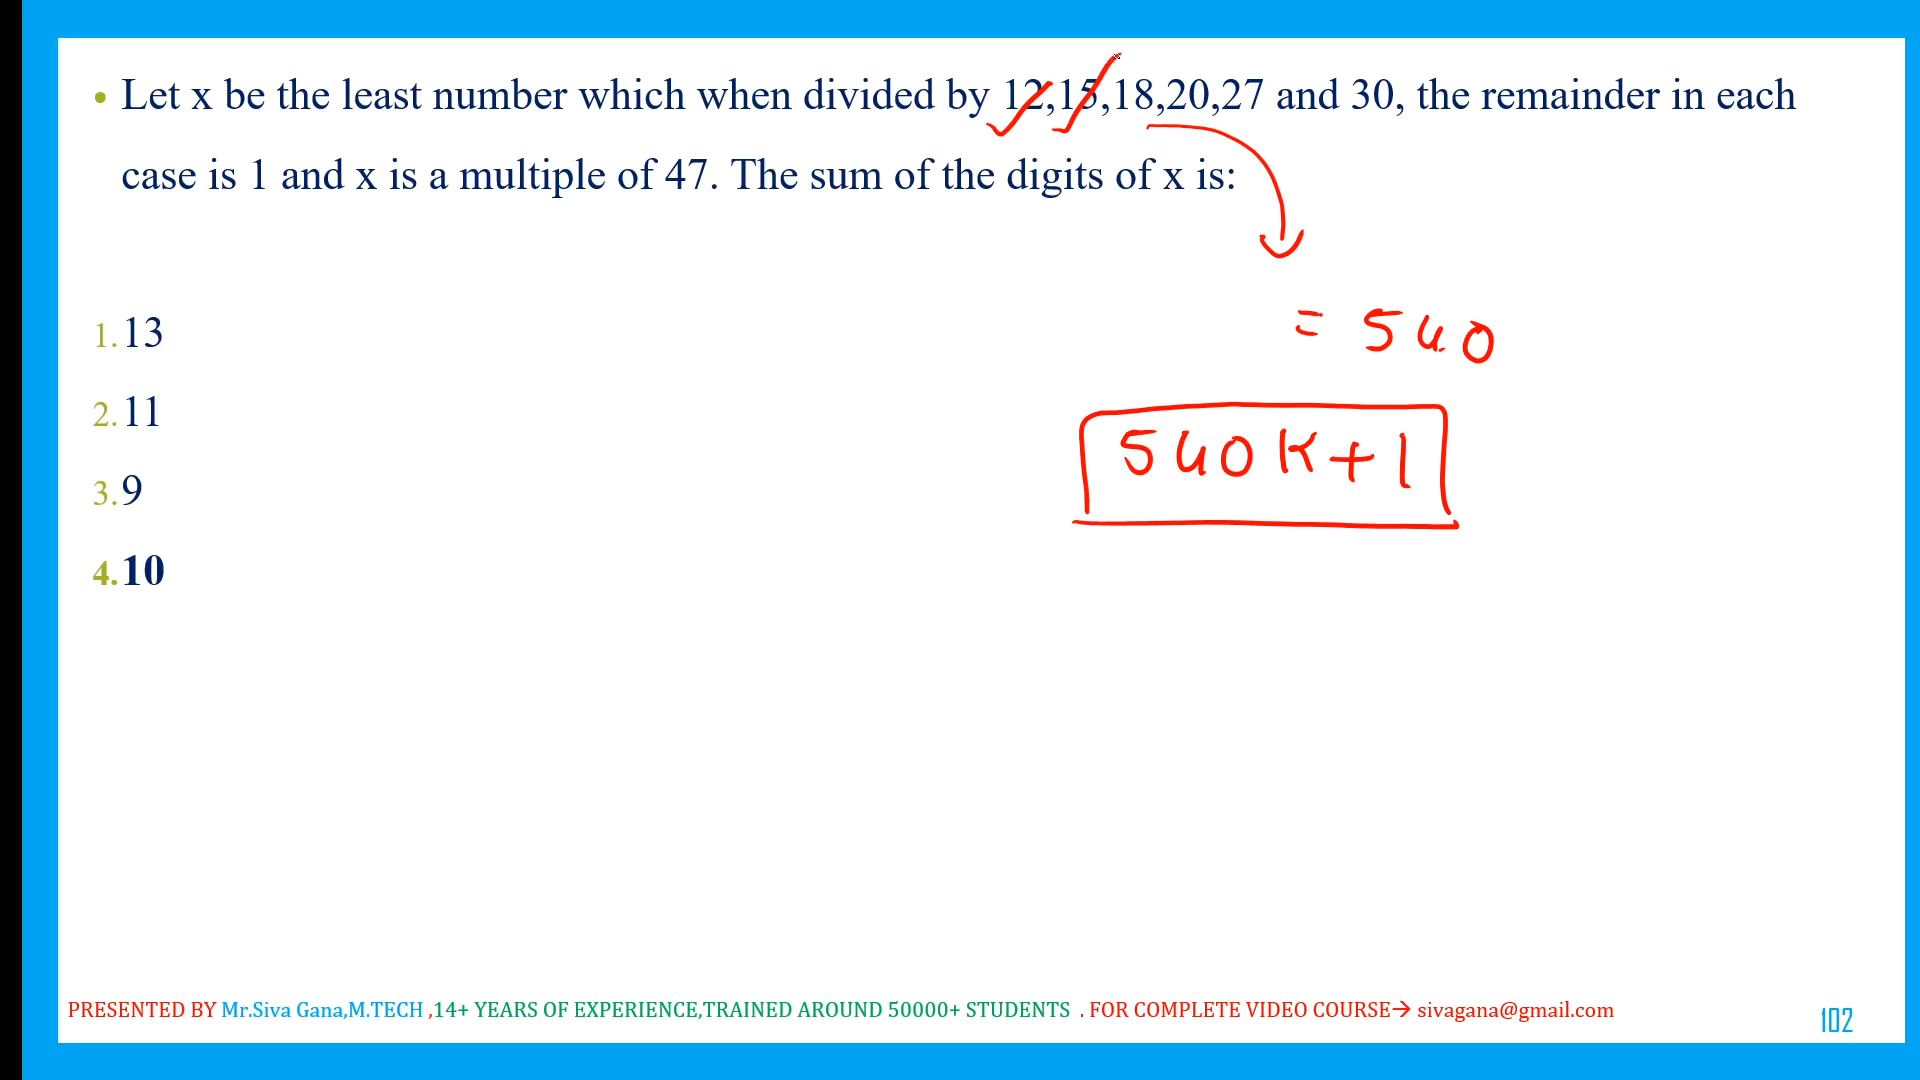 • Let x be the least number which when divided by 12,15,18,20,27 and 30, the remainder in each
case is 1 and x is a multiple of 47. The sum of the digits of x is:
= 540
1. 13
2. 11
540K+1
3. 9
4. 10
PRESENTED BY Mr.Siva Gana,M.TECH ,14+ YEARS OF EXPERIENCE,TRAINED AROUND 50000+ STUDENTS . FOR COMPLETE VIDEO COURSE→ sivagana@gmail.com
102